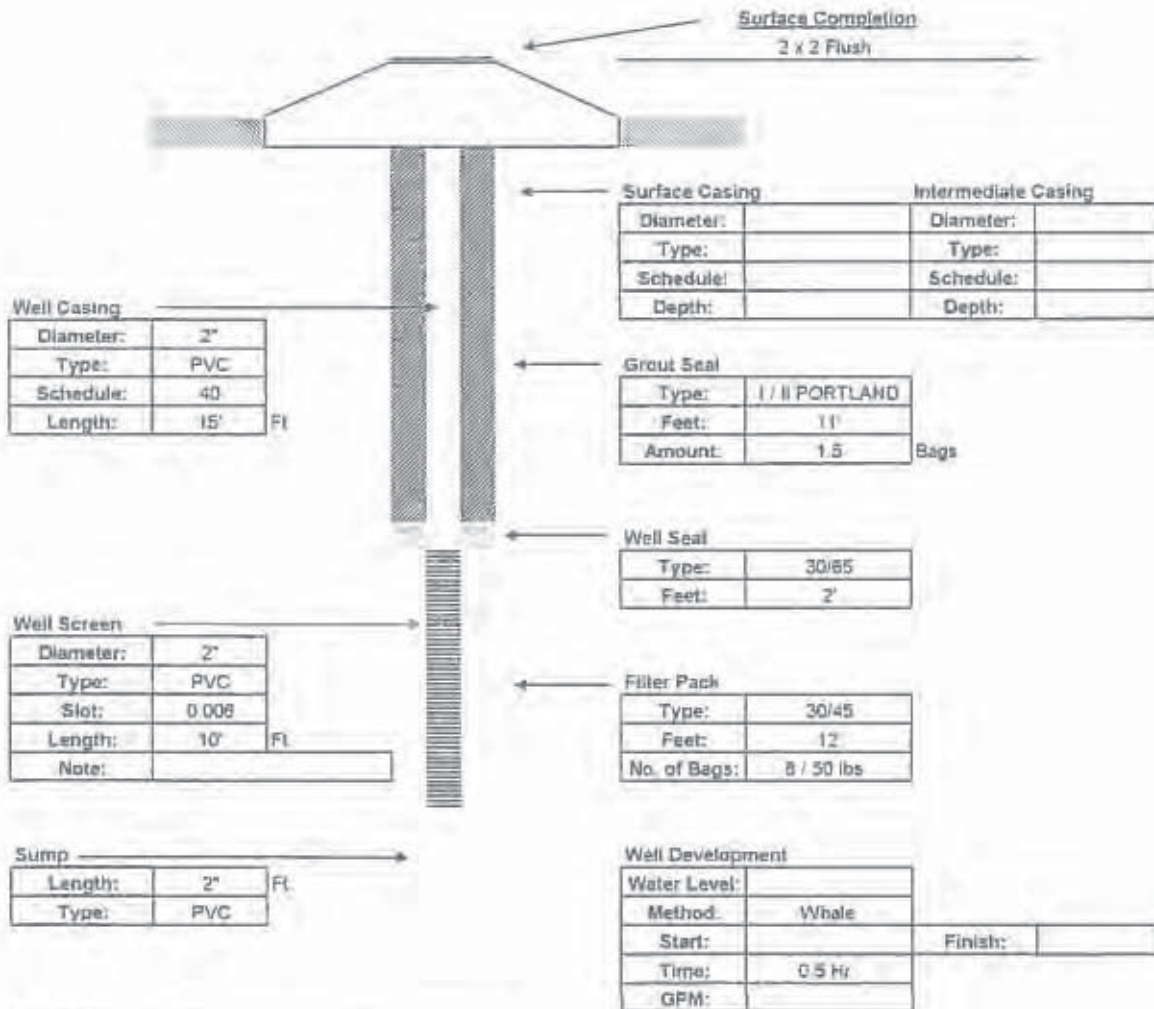 Surface Completion
2 x 2 Flush
Surface Casing
Intermediate Casing
Diameter:
Diameter:
Type:
Type:
Schedule:
Schedule:
Depth:
Depth:
Well Casing
Diameter: 2"
Type: PVC
Schedule: 40
Length: 15' Ft
Grout Seal
Type: I / II PORTLAND
Feet: 11'
Amount: 1.5 Bags
Well Seal
Type: 30/65
Feet: 2'
Well Screen
Diameter: 2"
Type: PVC
Slot: 0.006
Length: 10' Ft
Note:
Filter Pack
Type: 30/45
Feet: 12'
No. of Bags: 8 / 50 lbs
Sump
Length: 2" Ft
Type: PVC
Well Development
Water Level:
Method: Whale
Start: Finish:
Time: 0.5 Hr
GPM: